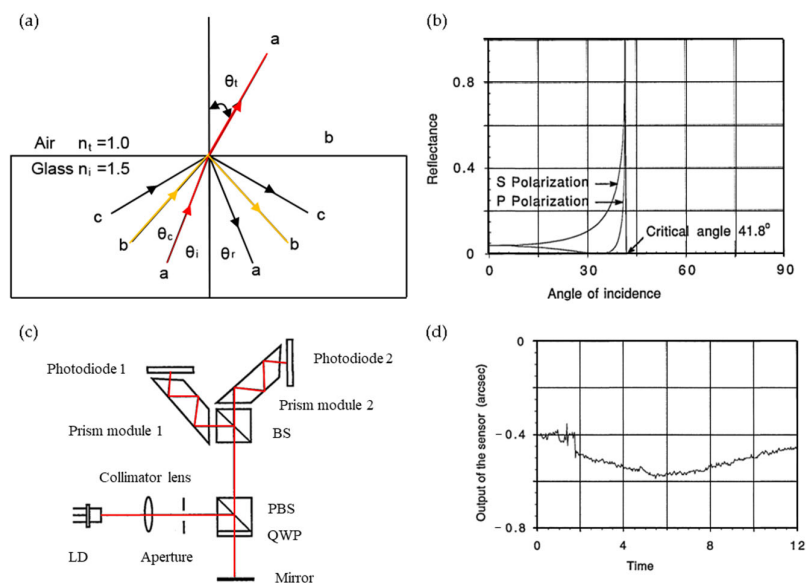 (a)
a
θt
Air nt =1.0
b
Glass ni =1.5
c
c
b
θc
b
θi
θr
a
a
(b)
0.8
0.4
0
Reflectance
S Polarization
P Polarization
Critical angle 41.8°
0
30
60
90
Angle of incidence
(c)
Photodiode 1
Photodiode 2
Prism module 2
Prism module 1
BS
Collimator lens
PBS
QWP
LD
Aperture
Mirror
(d)
0
-0.4
-0.8
Output of the sensor (arcsec)
0
4
8
12
Time